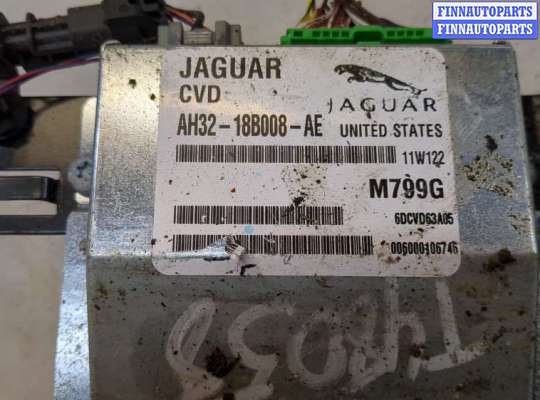 FINNAUTOPARTS
FINNAUTOPARTS
JAGUAR
CVD
JAGUAR
AH32-18B008-AE
UNITED STATES
11W122
M799G
6DCVD63A05
006000106746